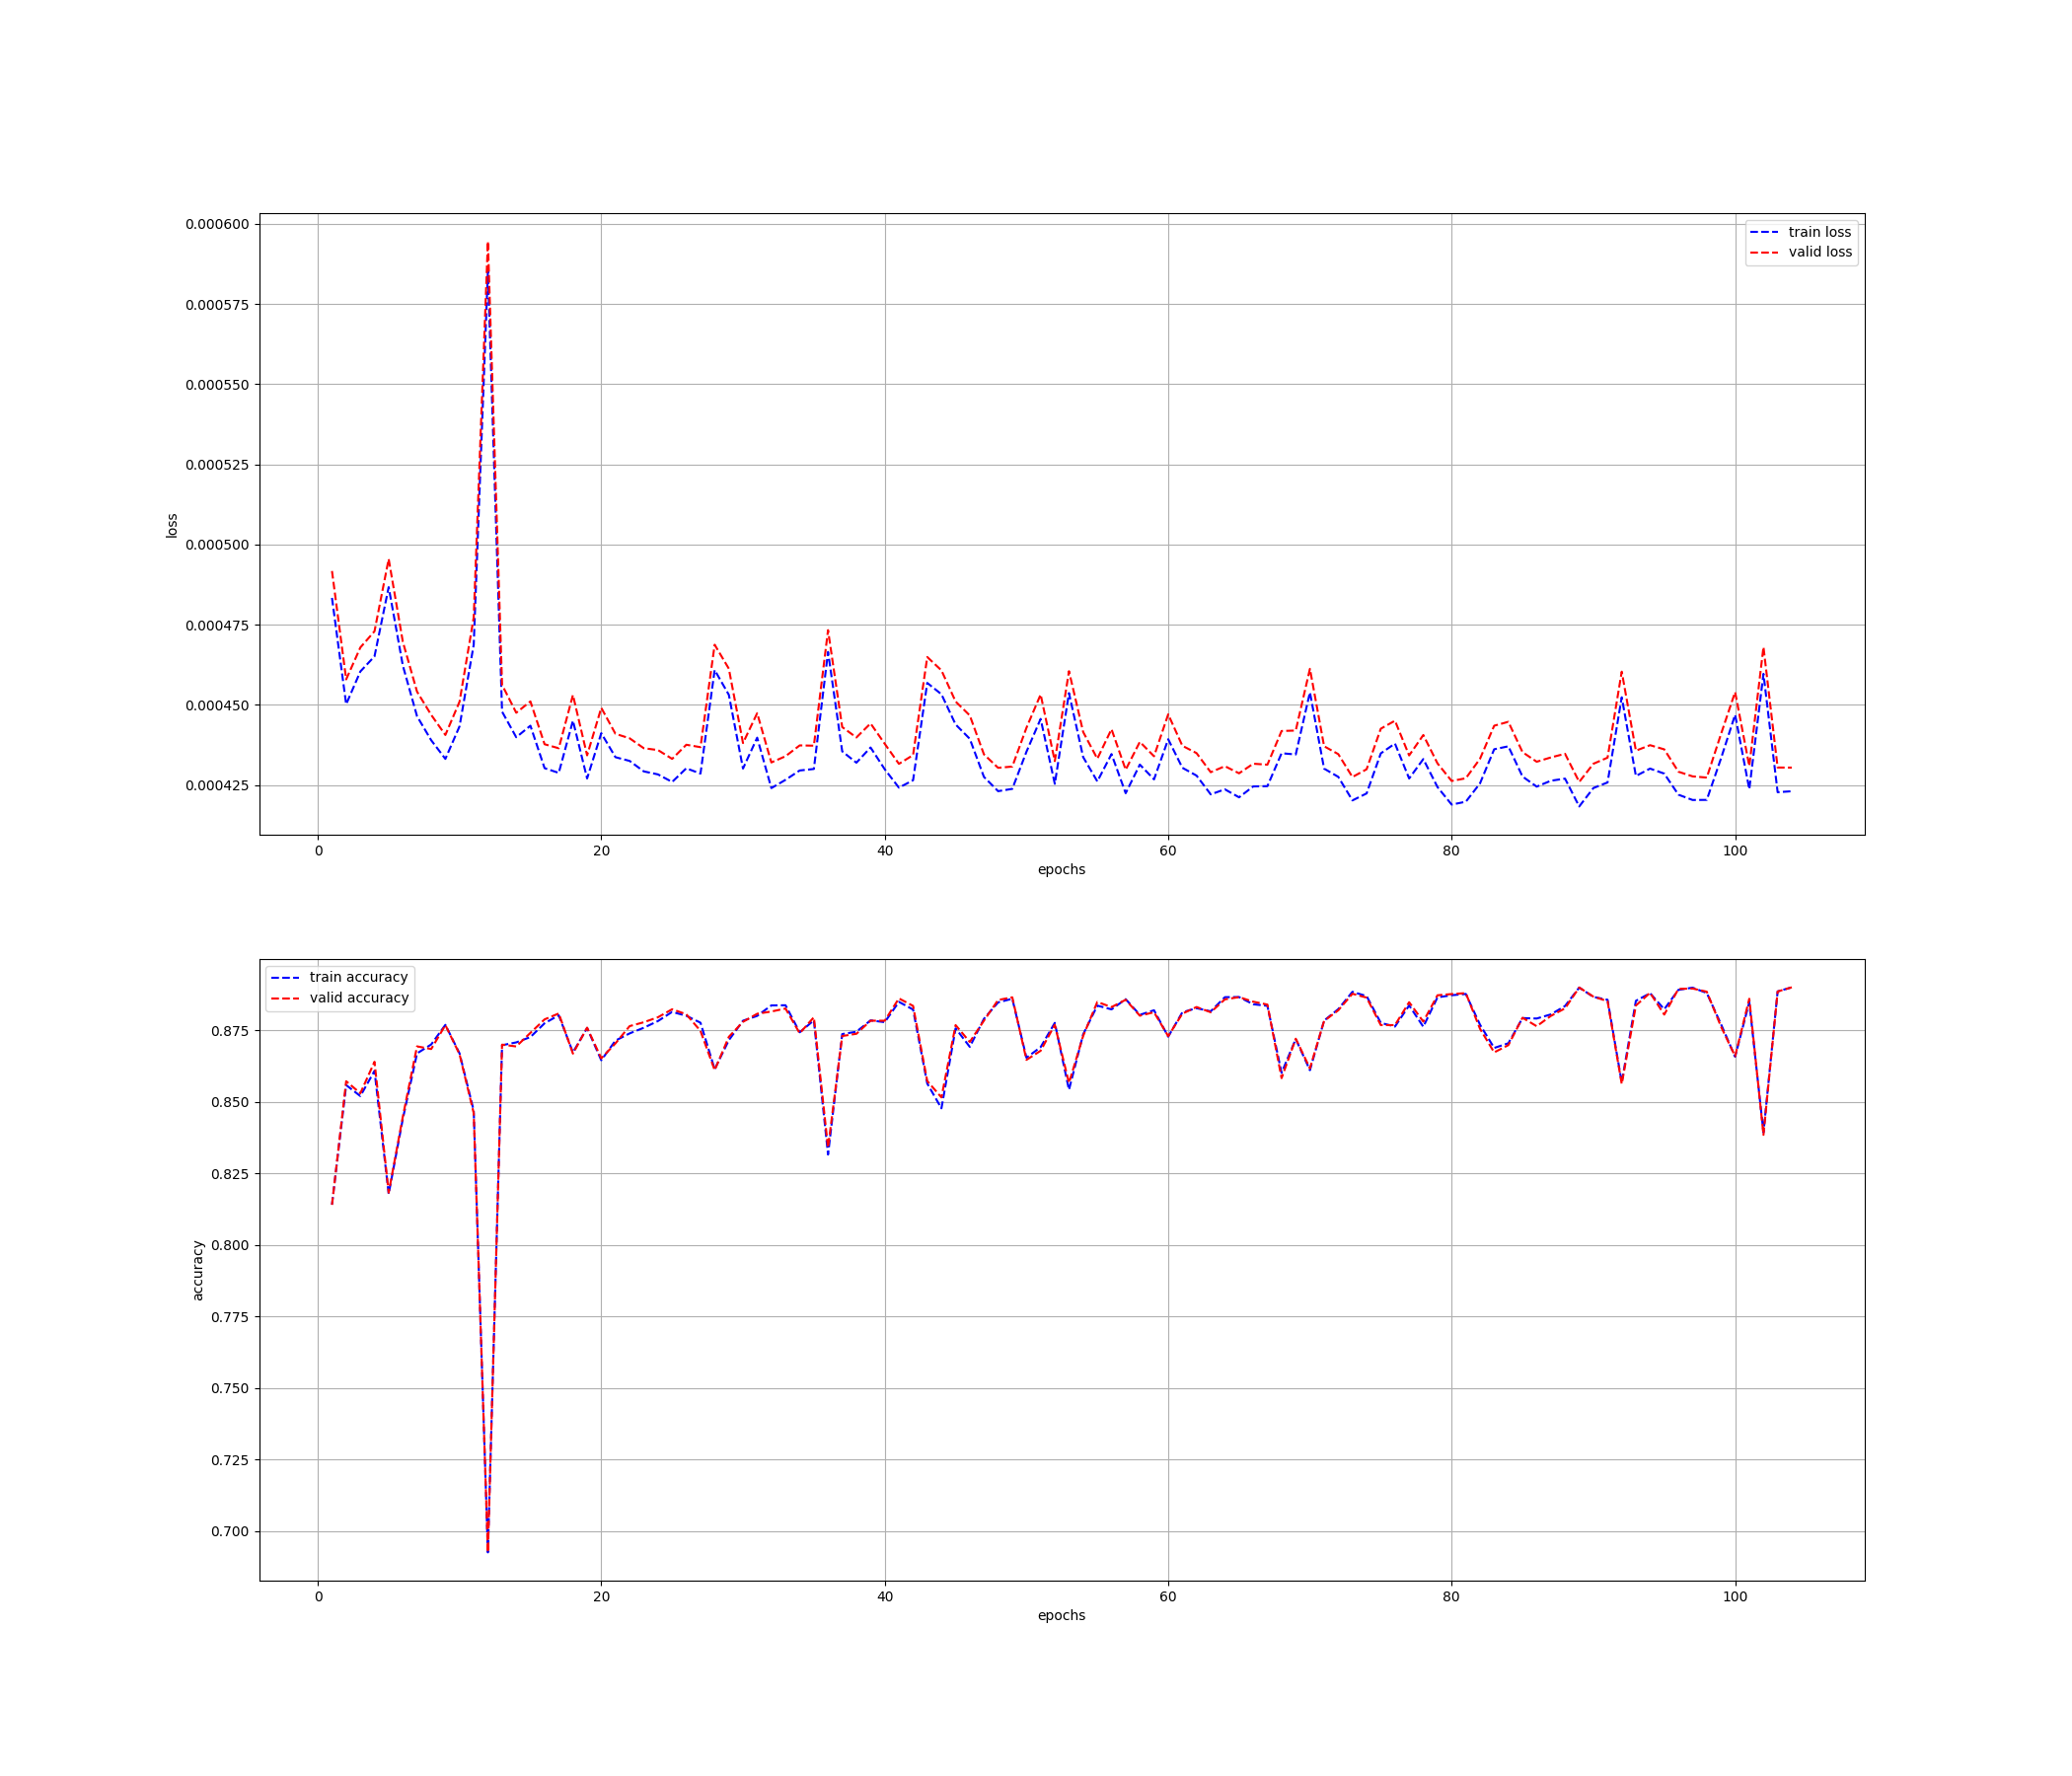 0.000600
0.000575
0.000550
0.000525
0.000500
0.000475
0.000450
0.000425
loss
train loss
valid loss
0 20 40 60 80 100
epochs
train accuracy
valid accuracy
0.875
0.850
0.825
0.800
0.775
0.750
0.725
0.700
accuracy
0 20 40 60 80 100
epochs